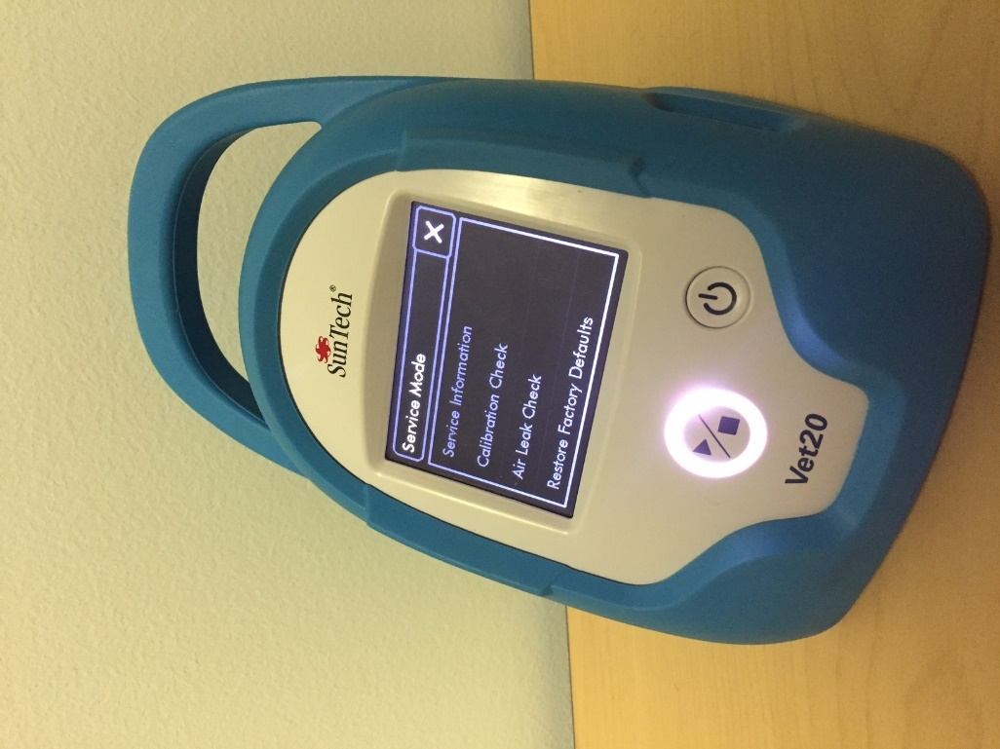 SunTech®
Service Mode
Service Information
Calibration Check
Air Leak Check
Restore Factory Defaults
Vet20